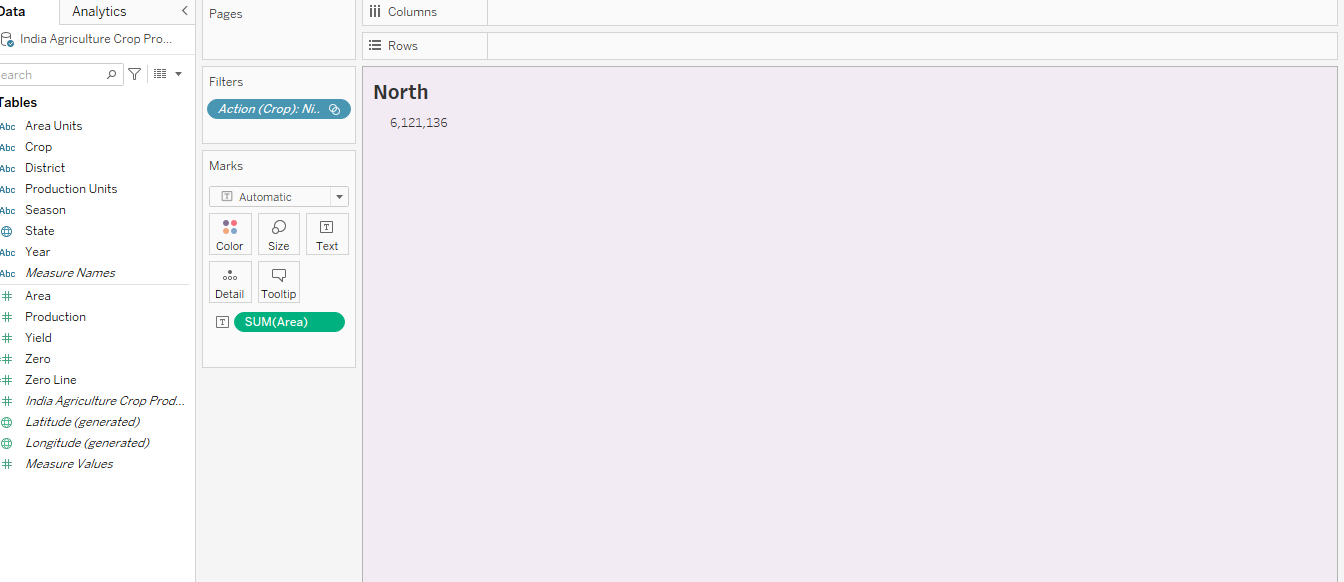 Data
Analytics
India Agriculture Crop Pro...
earch
Tables
Abc Area Units
Abc Crop
Abc District
Abc Production Units
Abc Season
State
Abc Year
Abc Measure Names
Area
Production
Yield
Zero
Zero Line
India Agriculture Crop Prod...
Latitude (generated)
Longitude (generated)
Measure Values
Pages
Filters
Action (Crop): Ni..
Marks
Automatic
Color Size Text
Detail Tooltip
SUM(Area)
Columns
Rows
North
6,121,136